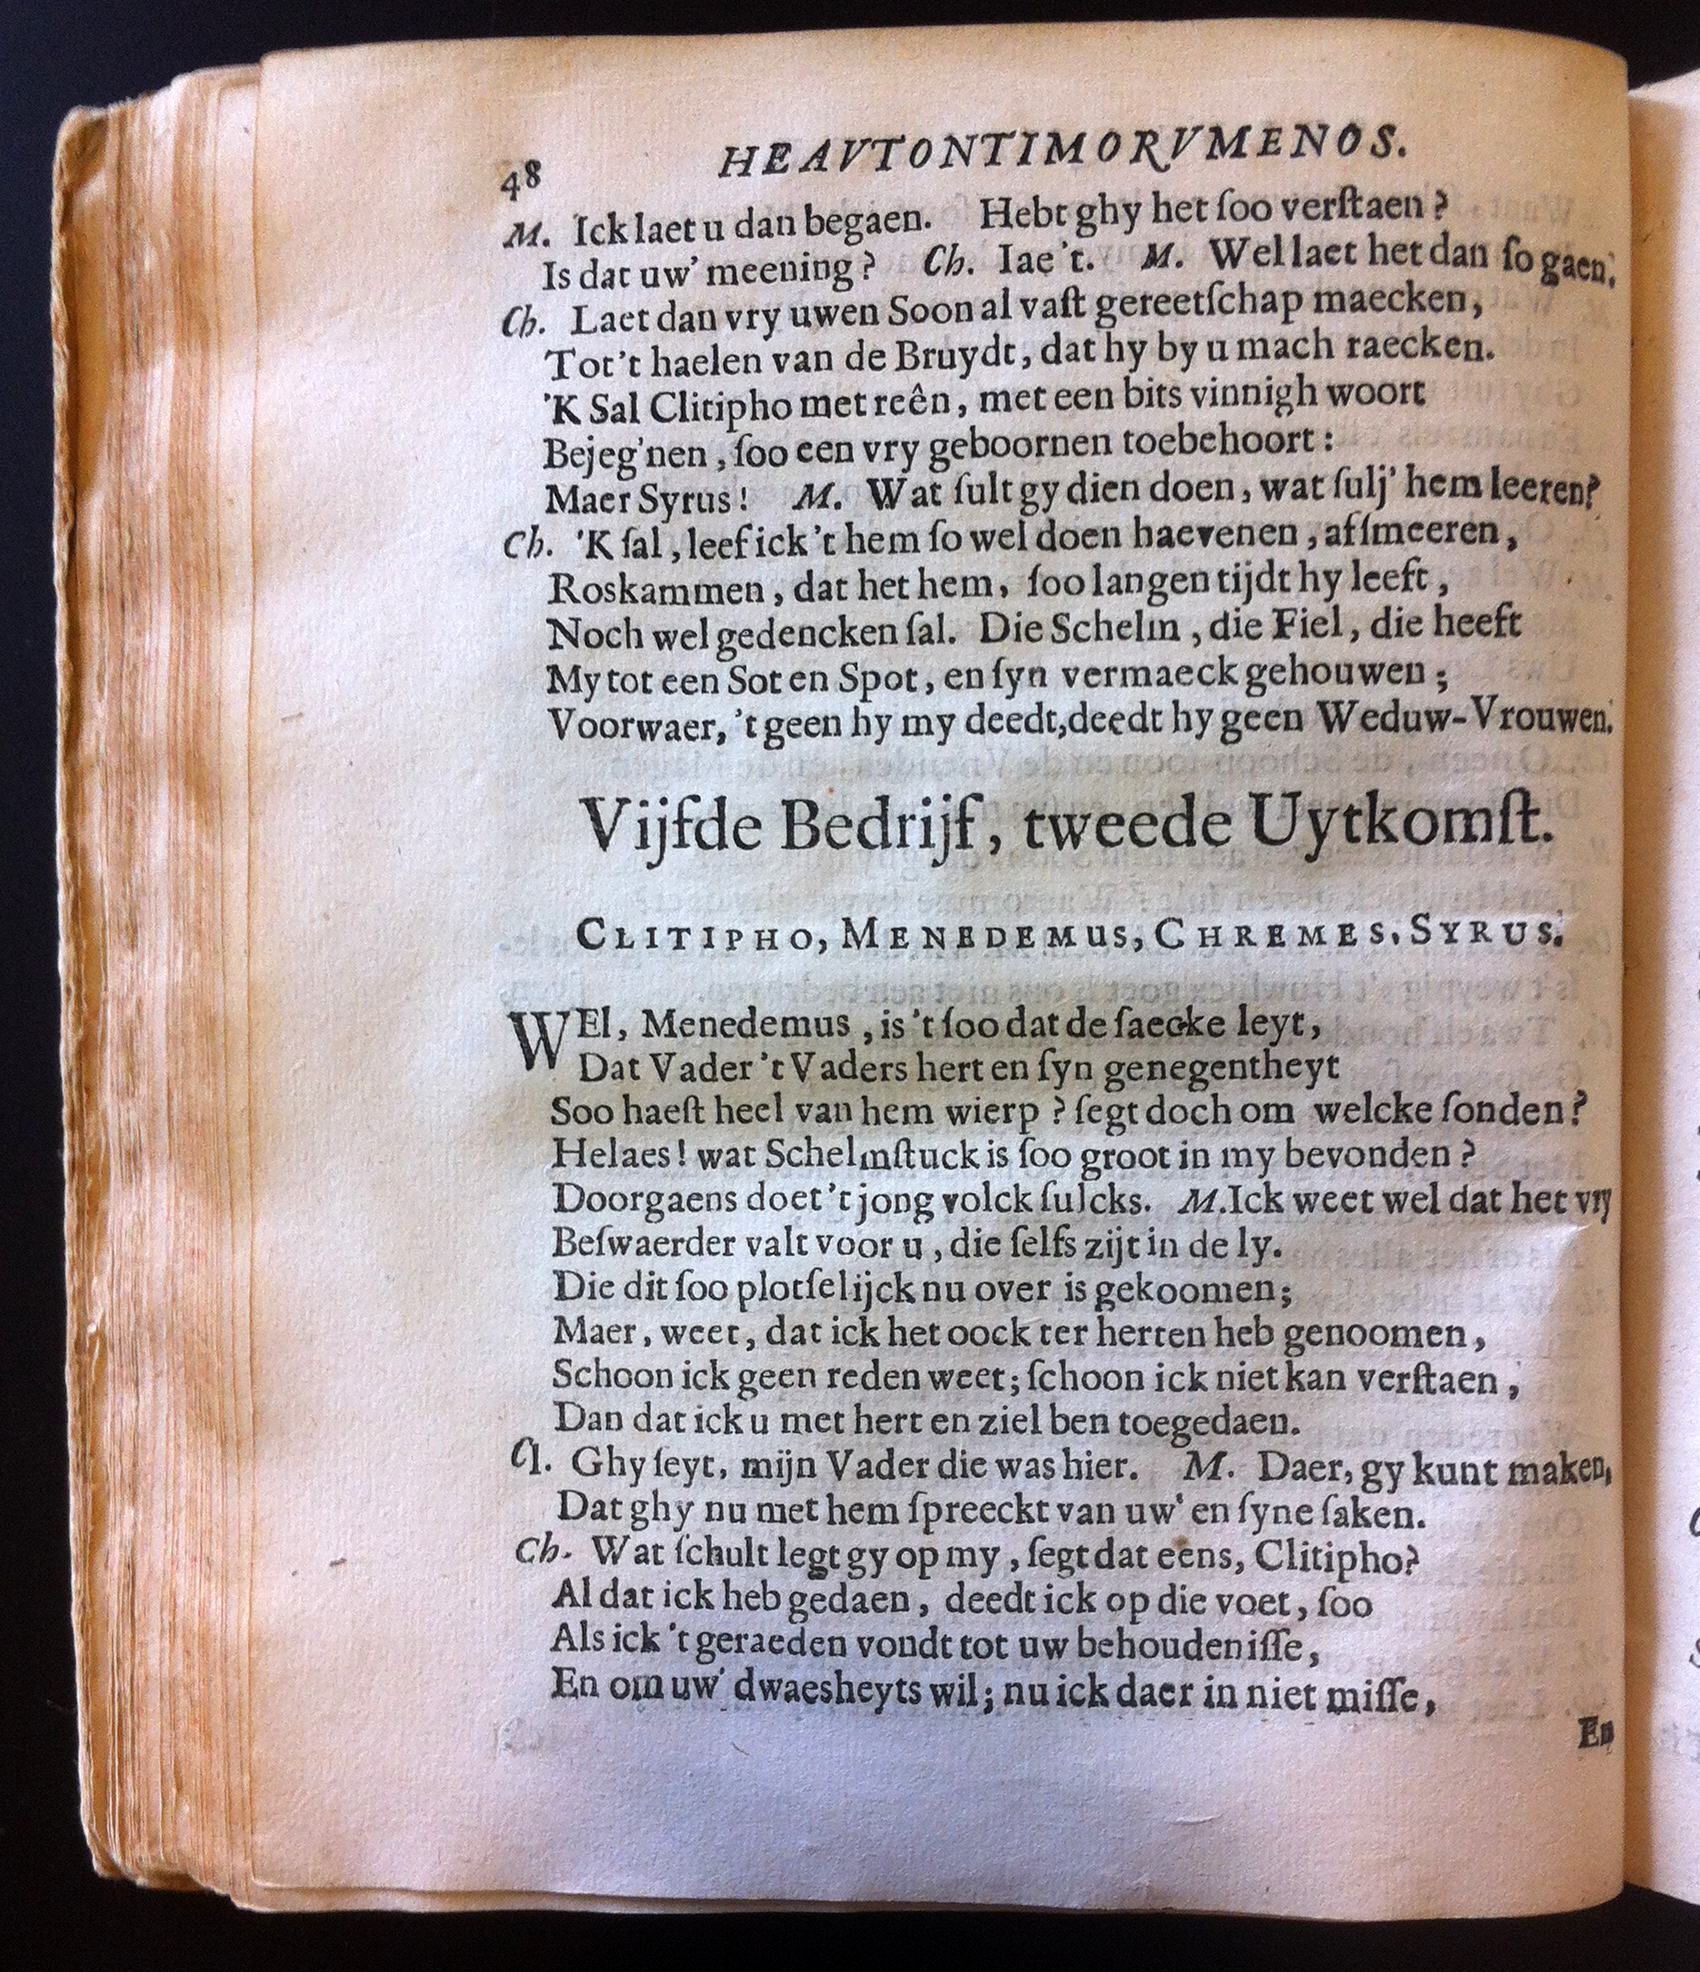 48 HEAVTONTIMORVMENOS.
M. Ick laet u dan begaen. Hebt ghy het ſoo verſtaen?
Is dat uw' meening? Ch. Iae 't. M. Wel laet het dan ſo gaen.
Ch. Laet dan vry uwen Soon al vaſt gereetſchap maecken,
Tot 't haelen van de Bruydt, dat hy by u mach raecken.
'K Sal Clitipho met reên, met een bits vinnigh woort
Bejeg'nen, ſoo een vry geboornen toebehoort:
Maer Syrus! M. Wat ſult gy dien doen, wat ſulj' hem leeren?
Ch. 'K ſal, leef ick 't hem ſo wel doen haevenen, afſmeeren,
Roskammen, dat het hem, ſoo langen tijdt hy leeft,
Noch wel gedencken ſal. Die Schelm, die Fiel, die heeft
My tot een Sot en Spot, en ſyn vermaeck gehouwen;
Voorwaer, 't geen hy my deedt, deedt hy geen Weduw-Vrouwen.
Vijfde Bedrijf, tweede Uytkomſt.
CLITIPHO, MENEDEMUS, CHREMES, SYRUS.
WEl, Menedemus, is 't ſoo dat de ſaecke leyt,
Dat Vader 't Vaders hert en ſyn genegentheyt
Soo haeſt heel van hem wierp? ſegt doch om welcke ſonden?
Helaes! wat Schelmſtuck is ſoo groot in my bevonden?
Doorgaens doet 't jong volck ſulcks. M. Ick weet wel dat het vry
Beſwaerder valt voor u, die ſelfs zijt in de ly.
Die dit ſoo plotſelijck nu over is gekoomen;
Maer, weet, dat ick het oock ter herten heb genoomen,
Schoon ick geen reden weet; ſchoon ick niet kan verſtaen,
Dan dat ick u met hert en ziel ben toegedaen.
Cl. Ghy ſeyt, mijn Vader die was hier. M. Daer, gy kunt maken,
Dat ghy nu met hem ſpreeckt van uw' en ſyne ſaken.
Ch. Wat ſchult legt gy op my, ſegt dat eens, Clitipho?
Al dat ick heb gedaen, deedt ick op die voet, ſoo
Als ick 't geraeden vondt tot uw behoudeniſſe,
En om uw' dwaesheyts wil; nu ick daer in niet miſſe,
En